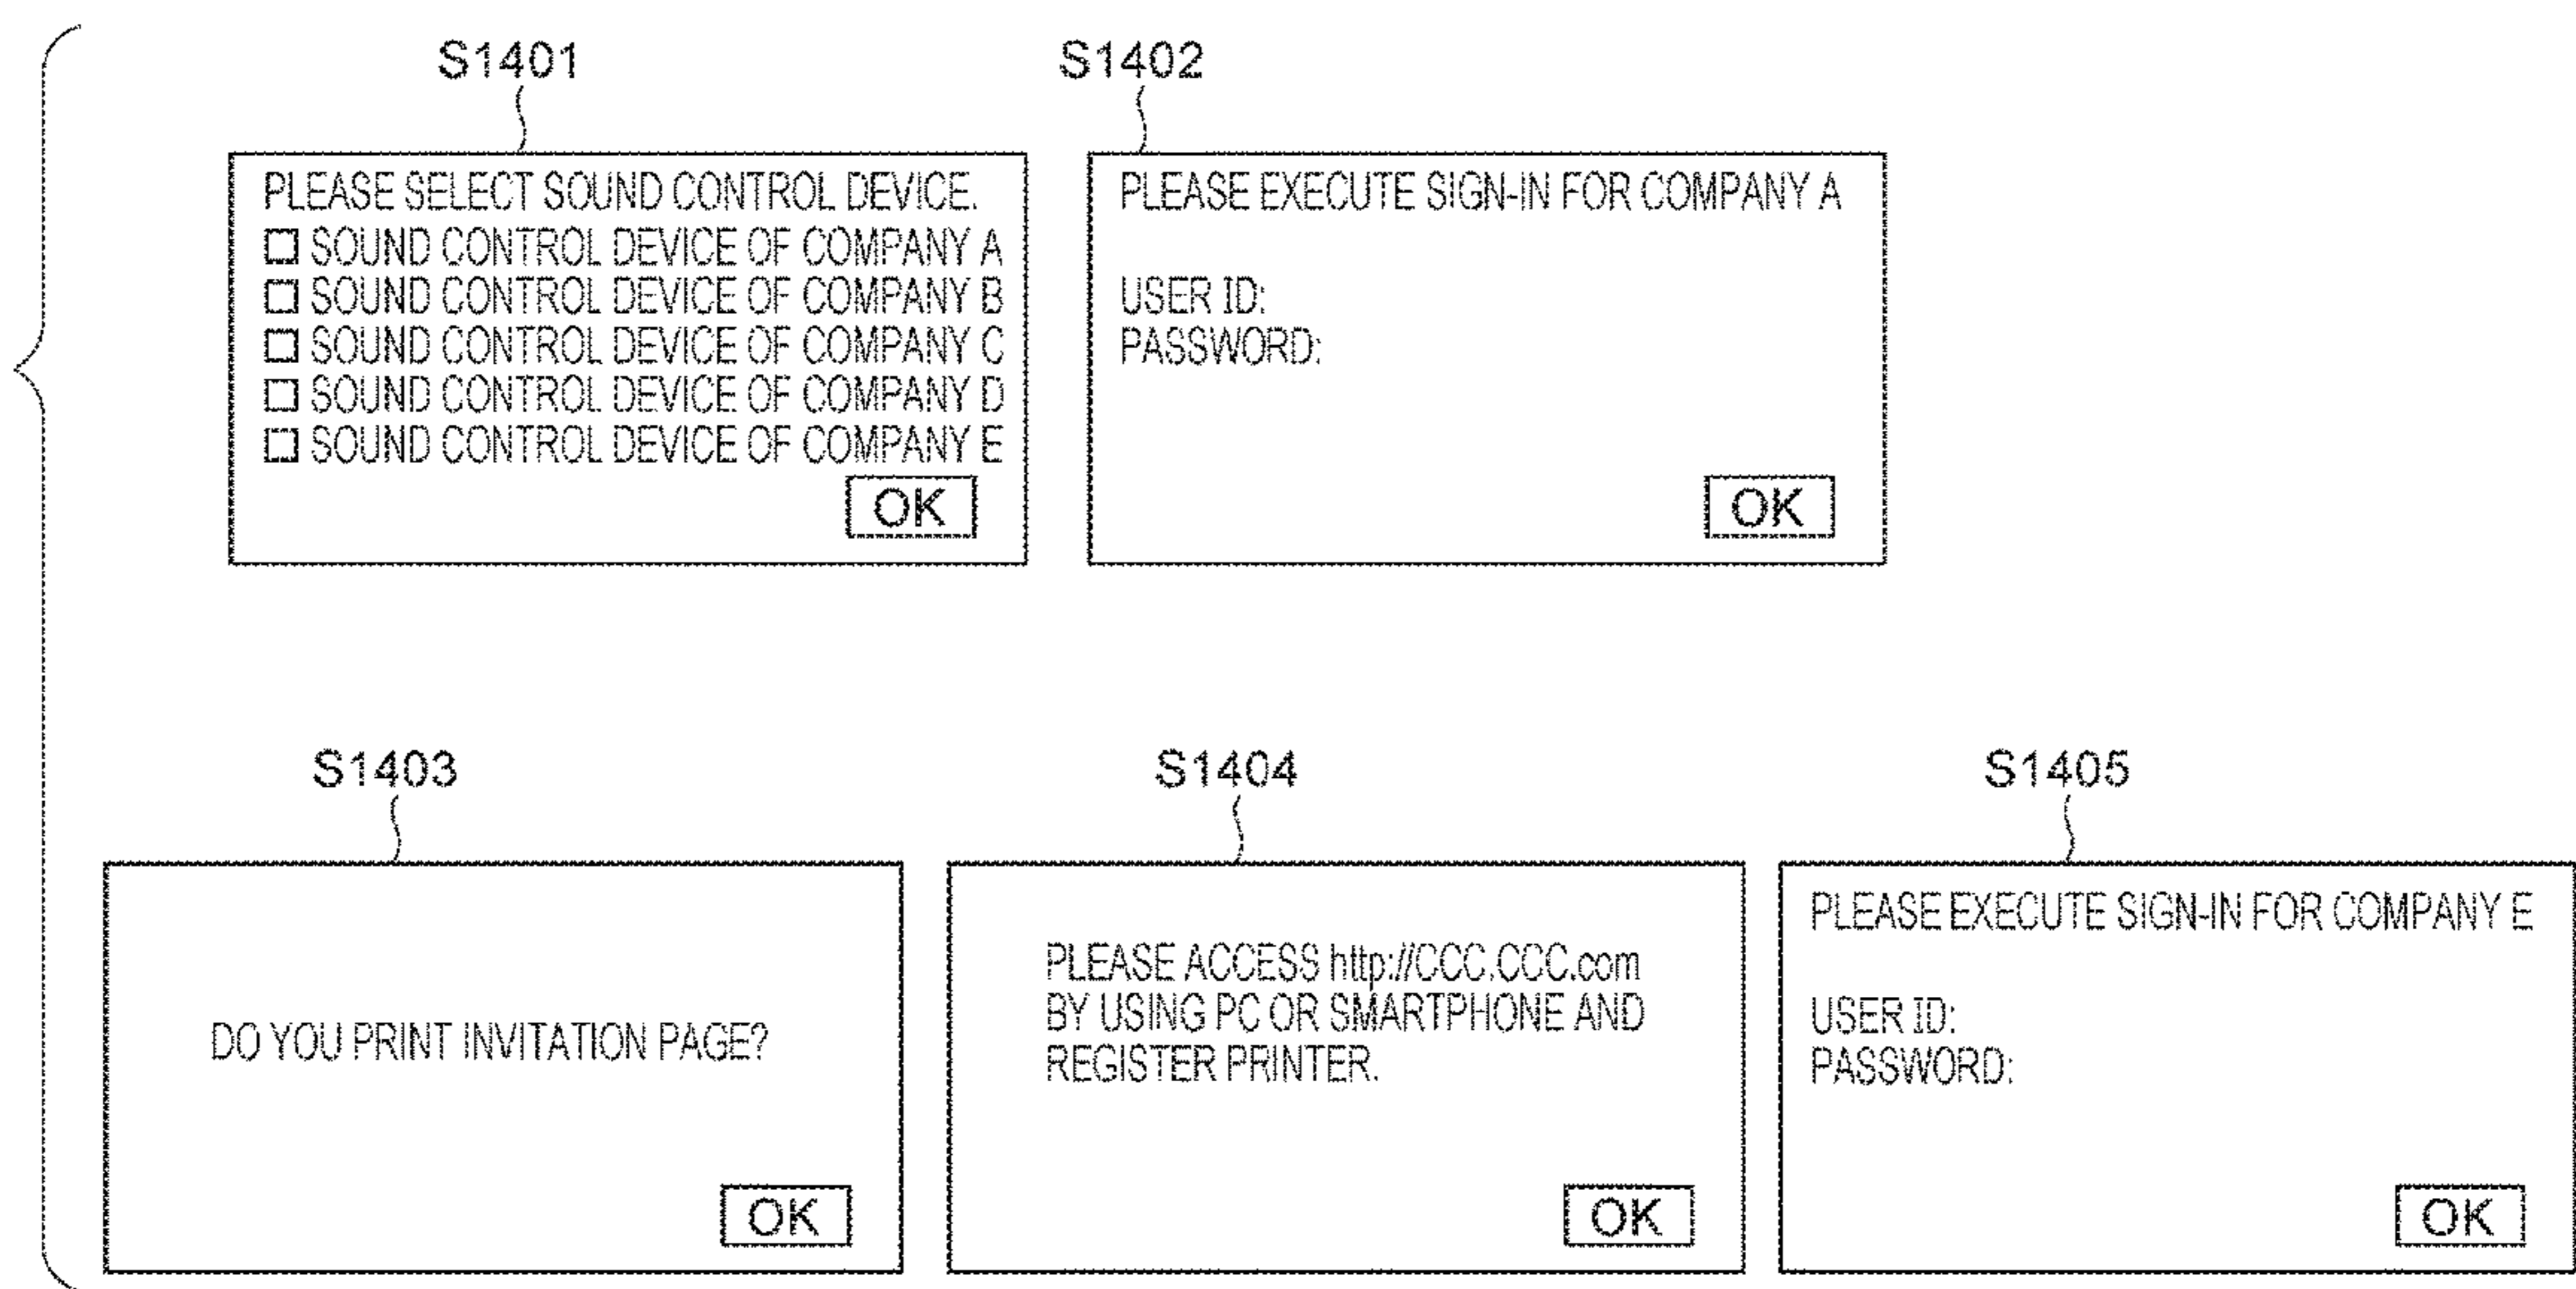 S1401
PLEASE SELECT SOUND CONTROL DEVICE.
☐ SOUND CONTROL DEVICE OF COMPANY A
☐ SOUND CONTROL DEVICE OF COMPANY B
☐ SOUND CONTROL DEVICE OF COMPANY C
☐ SOUND CONTROL DEVICE OF COMPANY D
☐ SOUND CONTROL DEVICE OF COMPANY E
OK
S1402
PLEASE EXECUTE SIGN-IN FOR COMPANY A
USER ID:
PASSWORD:
OK
S1403
DO YOU PRINT INVITATION PAGE?
OK
S1404
PLEASE ACCESS http://CCC.CCC.com
BY USING PC OR SMARTPHONE AND
REGISTER PRINTER.
OK
S1405
PLEASE EXECUTE SIGN-IN FOR COMPANY E
USER ID:
PASSWORD:
OK